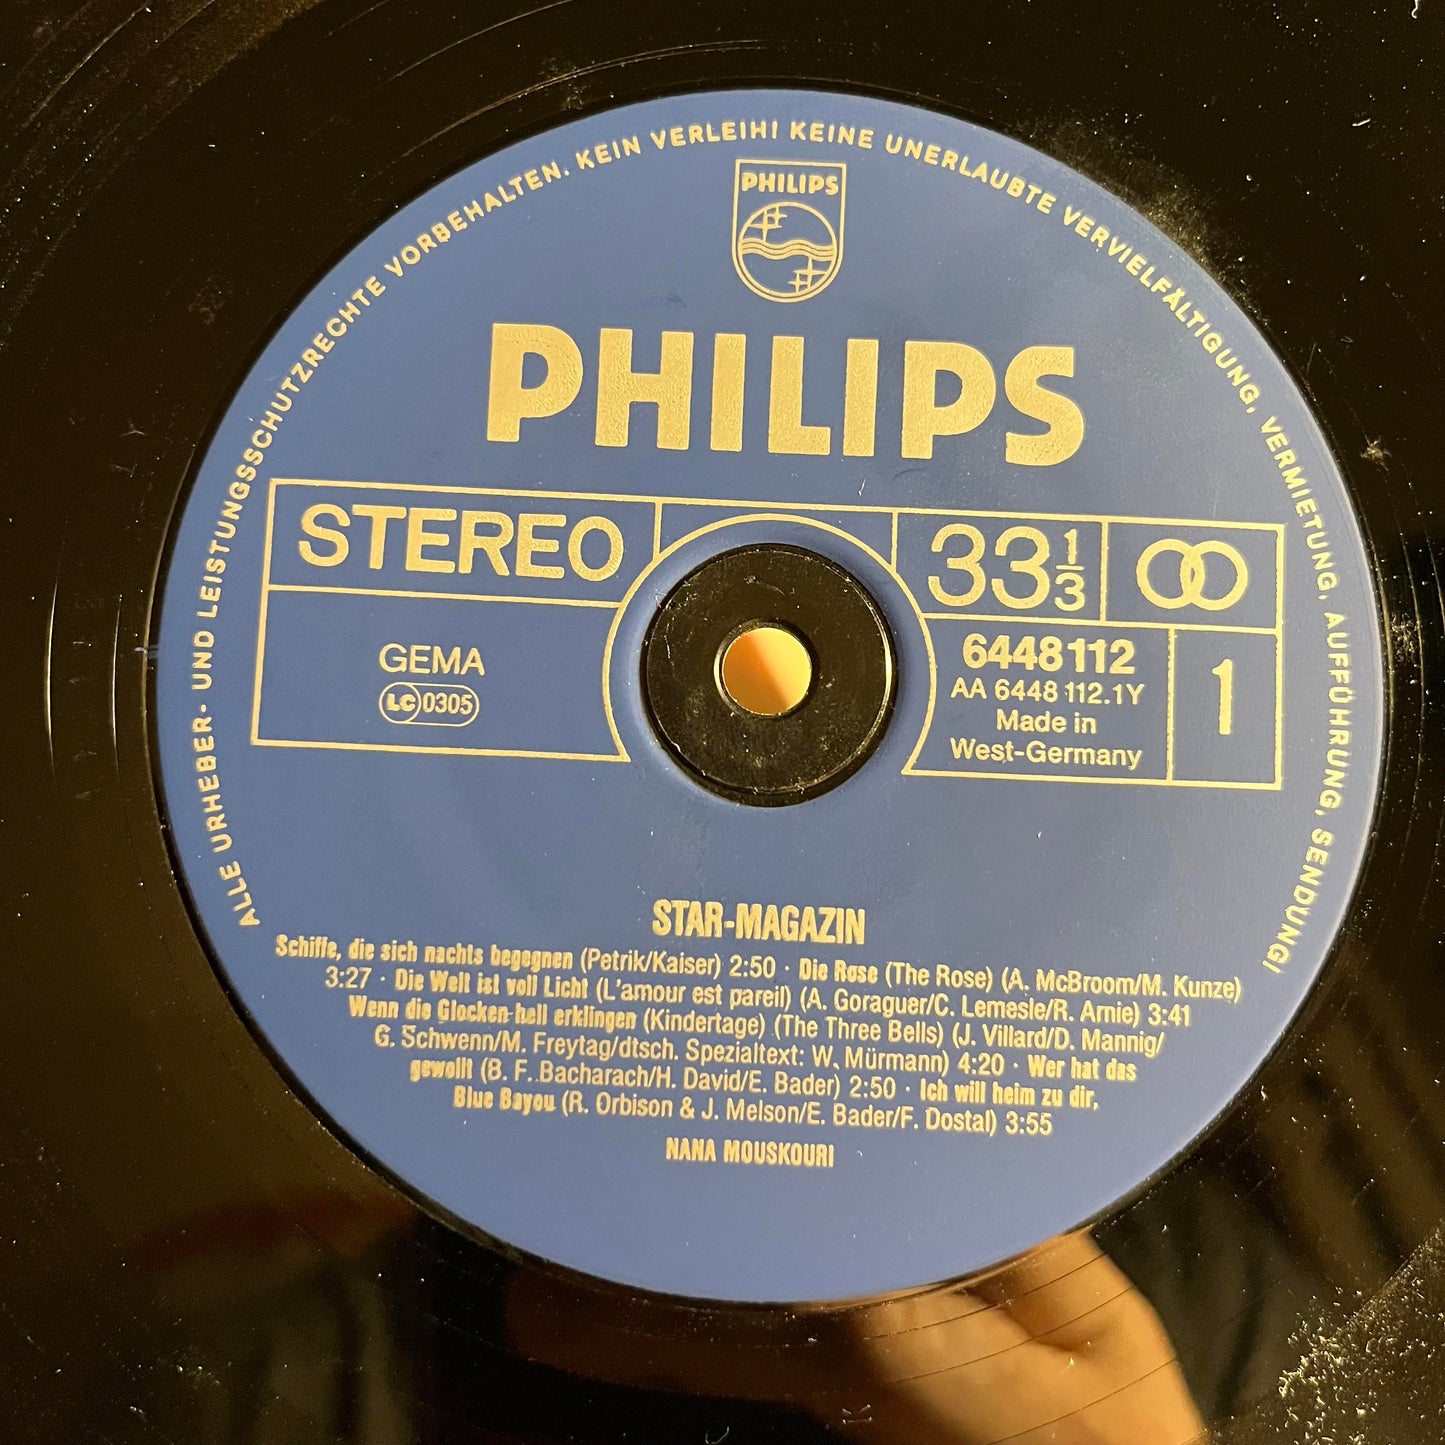 ALLE URHEBER- UND LEISTUNGSSCHUTZRECHTE VORBEHALTEN. KEIN VERLEIH! KEINE UNERLAUBTE VERVIELFÄLTIGUNG, VERMIETUNG, AUFFÜHRUNG, SENDUNG!
PHILIPS
PHILIPS
STEREO
33 1/3
GEMA
LC 0305
6448112
AA 6448 112.1Y
Made in
West-Germany
1
STAR-MAGAZIN
Schiffe, die sich nachts begegnen (Petrik/Kaiser) 2:50 · Die Rose (The Rose) (A. McBroom/M. Kunze)
3:27 · Die Welt ist voll Licht (L'amour est pareil) (A. Goraguer/C. Lemesle/R. Arnie) 3:41
Wenn die Glocken hell erklingen (Kindertage) (The Three Bells) (J. Villard/D. Mannig/
G. Schwenn/M. Freytag/dtsch. Spezialtext: W. Mürmann) 4:20 · Wer hat das
gewollt (B. F. Bacharach/H. David/E. Bader) 2:50 · Ich will heim zu dir,
Blue Bayou (R. Orbison & J. Melson/E. Bader/F. Dostal) 3:55
NANA MOUSKOURI